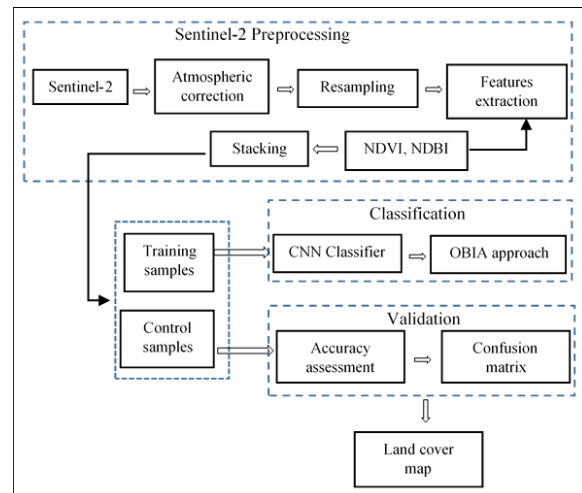 Sentinel-2 Preprocessing
Sentinel-2
Atmospheric
correction
Resampling
Features
extraction
Stacking
NDVI, NDBI
Classification
Training
samples
CNN Classifier
OBIA approach
Control
samples
Validation
Accuracy
assessment
Confusion
matrix
Land cover
map